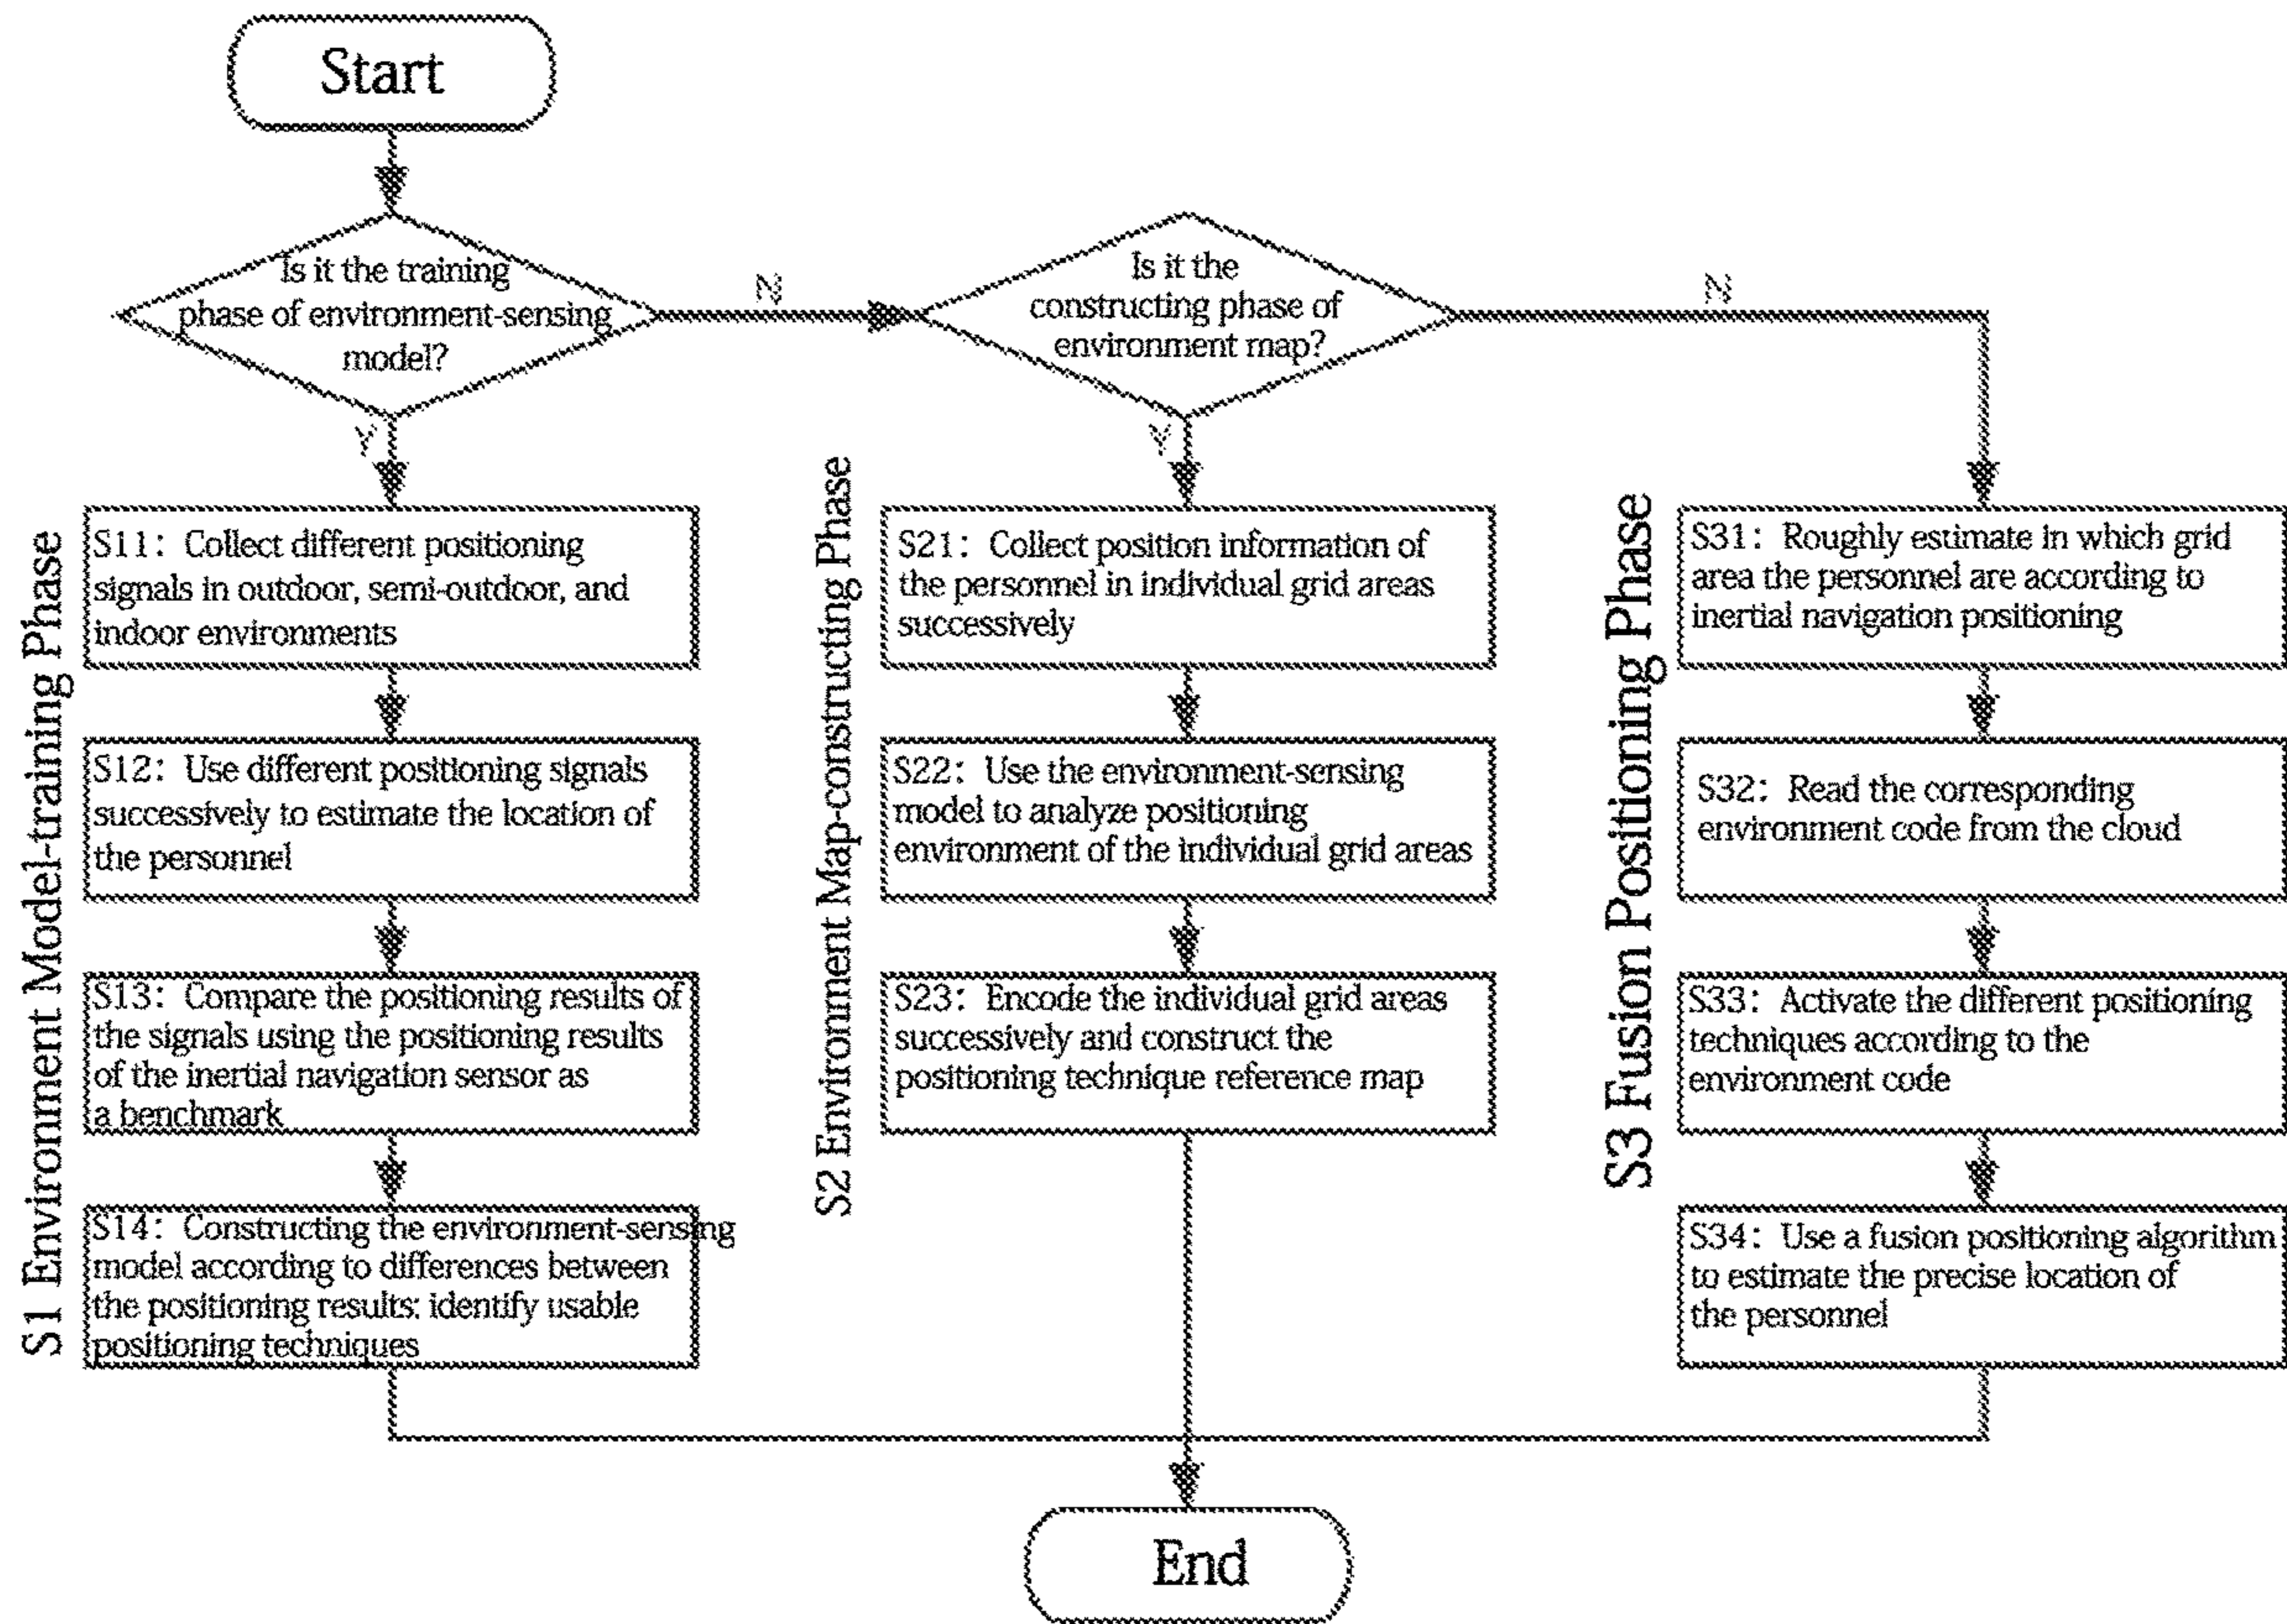 Start
Is it the training
phase of environment-sensing
model?
N
Is it the
constructing phase of
environment map?
N
Y
Y
S1 Environment Model-training Phase
S11: Collect different positioning
signals in outdoor, semi-outdoor, and
indoor environments
S12: Use different positioning signals
successively to estimate the location of
the personnel
S13: Compare the positioning results of
the signals using the positioning results
of the inertial navigation sensor as
a benchmark
S14: Constructing the environment-sensing
model according to differences between
the positioning results; identify usable
positioning techniques
S2 Environment Map-constructing Phase
S21: Collect position information of
the personnel in individual grid areas
successively
S22: Use the environment-sensing
model to analyze positioning
environment of the individual grid areas
S23: Encode the individual grid areas
successively and construct the
positioning technique reference map
S3 Fusion Positioning Phase
S31: Roughly estimate in which grid
area the personnel are according to
inertial navigation positioning
S32: Read the corresponding
environment code from the cloud
S33: Activate the different positioning
techniques according to the
environment code
S34: Use a fusion positioning algorithm
to estimate the precise location of
the personnel
End